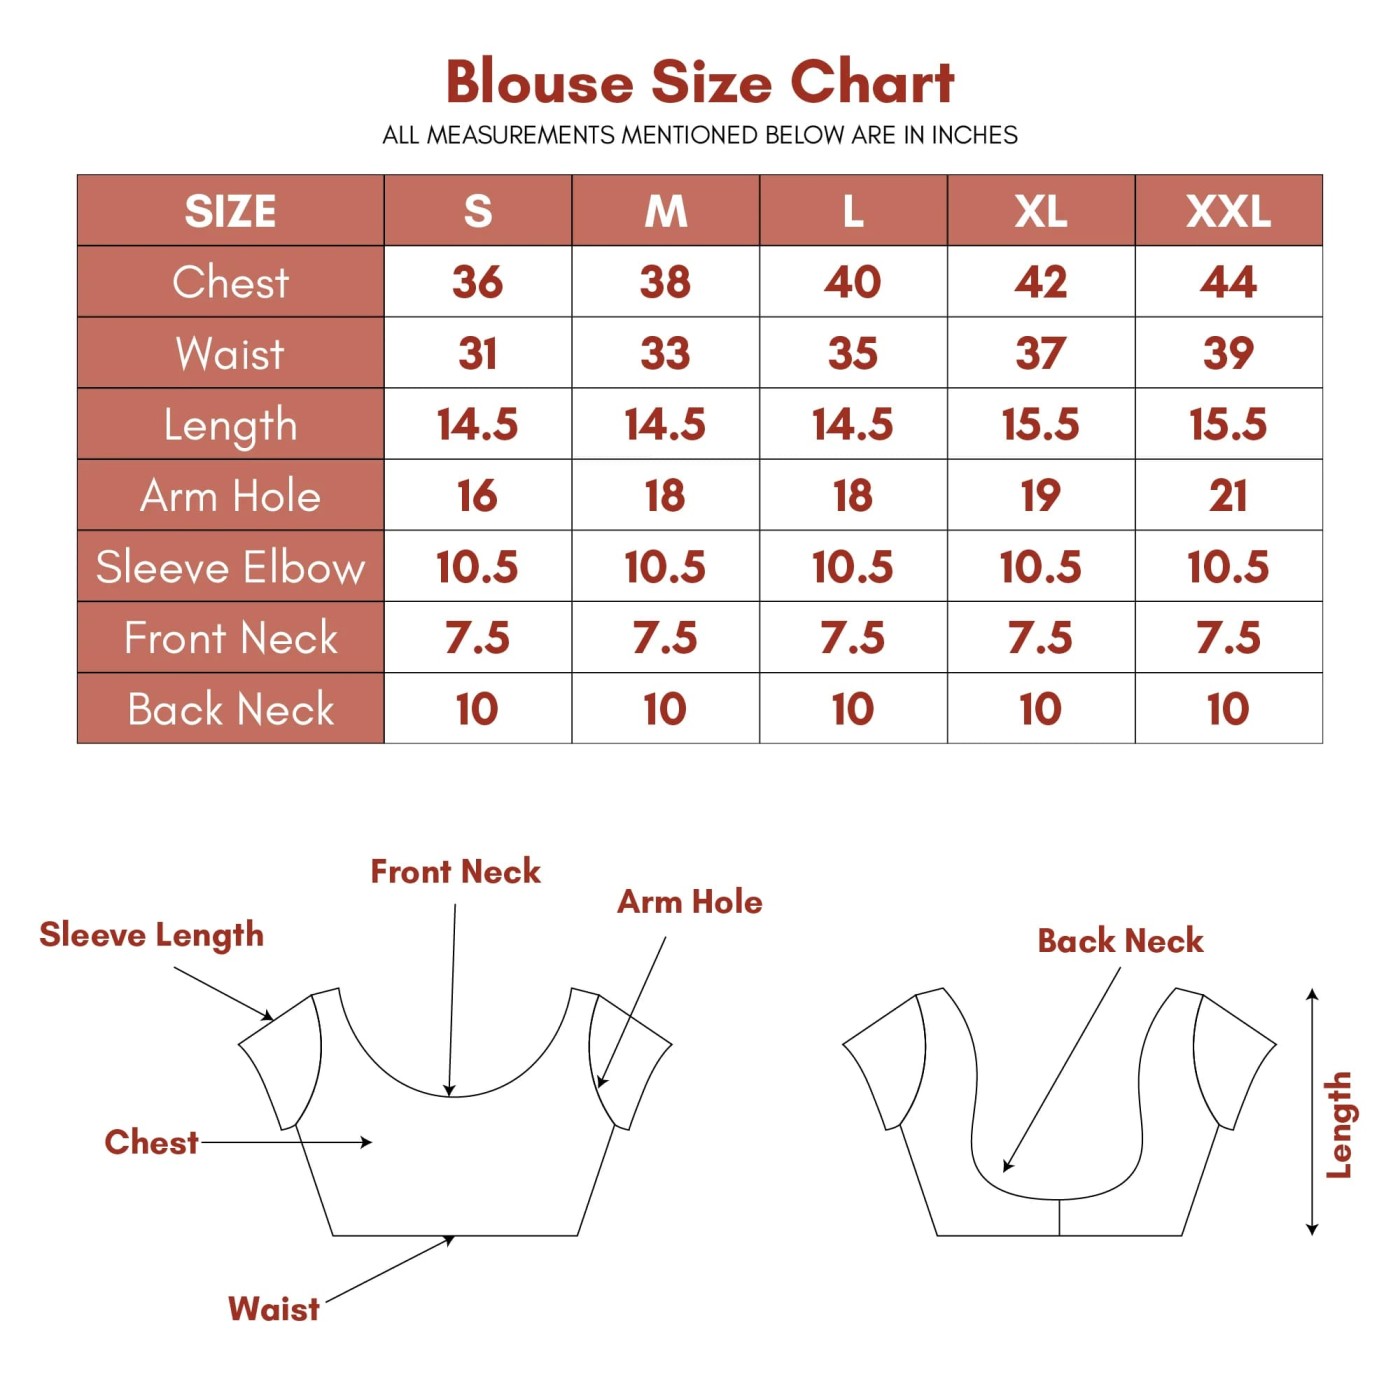 Blouse Size Chart
ALL MEASUREMENTS MENTIONED BELOW ARE IN INCHES
SIZE S M L XL XXL
Chest 36 38 40 42 44
Waist 31 33 35 37 39
Length 14.5 14.5 14.5 15.5 15.5
Arm Hole 16 18 18 19 21
Sleeve Elbow 10.5 10.5 10.5 10.5 10.5
Front Neck 7.5 7.5 7.5 7.5 7.5
Back Neck 10 10 10 10 10
Front Neck
Arm Hole
Sleeve Length
Chest
Waist
Back Neck
Length